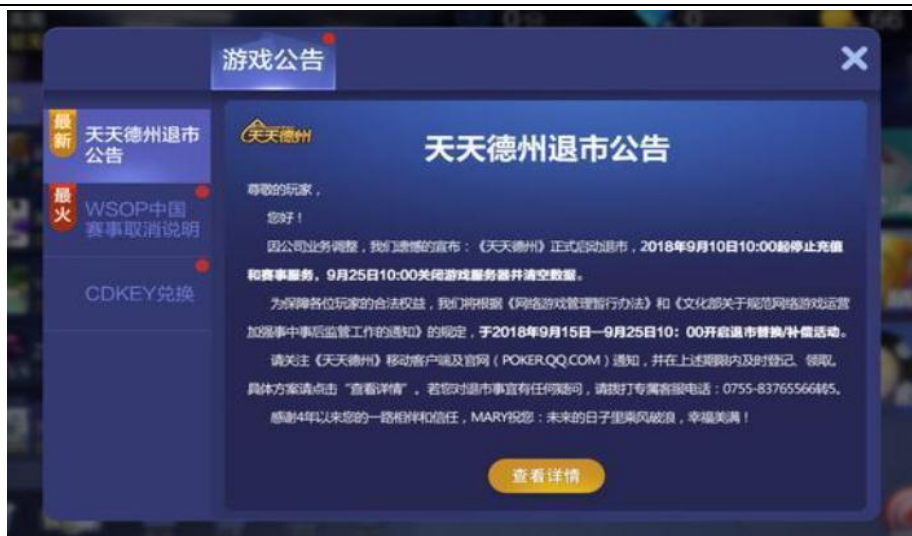 游戏公告
最新
天天德州退市
公告
最火
WSOP中国
赛事取消说明
CDKEY兑换
天天德州
天天德州退市公告
尊敬的玩家，
您好！
因公司业务调整，我们遗憾的宣布：《天天德州》正式启动退市，2018年9月10日10:00起停止充值
和赛事服务，9月25日10:00关闭游戏服务器并清空数据。
为保障各位玩家的合法权益，我们将根据《网络游戏管理暂行办法》和《文化部关于规范网络游戏运营
加强事中事后监管工作的通知》的规定，于2018年9月15日—9月25日10：00开启退市替换/补偿活动。
请关注《天天德州》移动客户端及官网（POKER.QQ.COM）通知，并在上述期限内及时登记、领取。
具体方案请点击“查看详情”。若您对退市事宜有任何疑问，请拨打专属客服电话：0755-83765566转5。
感谢4年以来您的一路相伴和信任，MARY祝您：未来的日子里乘风破浪，幸福美满！
查看详情